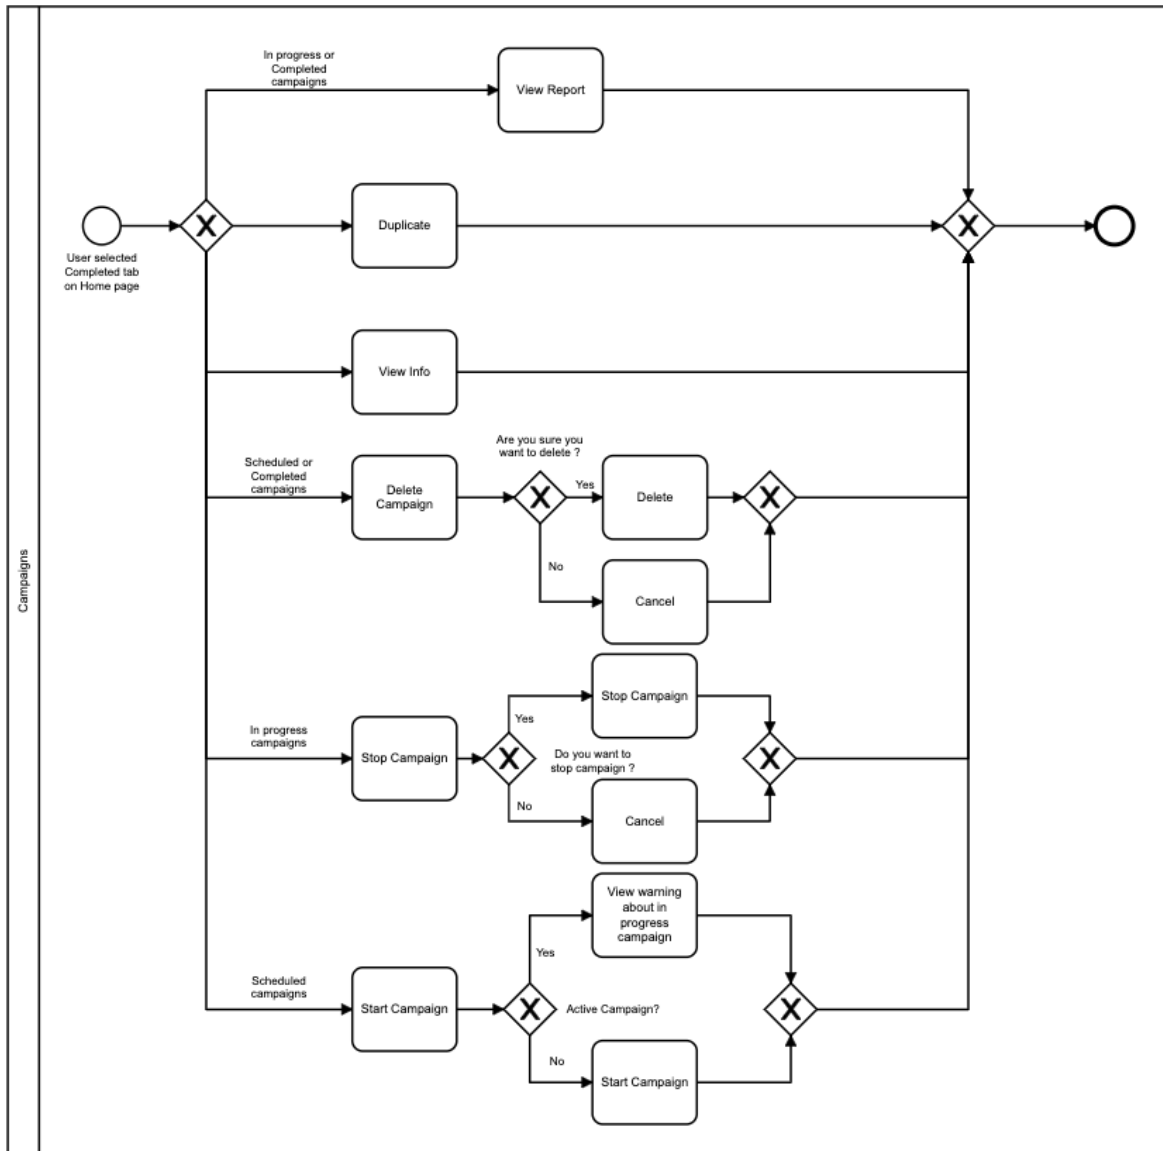 In progress or
Completed
campaigns
View Report
X
Duplicate
X
User selected
Completed tab
on Home page
View Info
Are you sure you
want to delete ?
Scheduled or
Completed
campaigns
Delete
Campaign
X
Yes
Delete
X
No
Cancel
Campaigns
Stop Campaign
Yes
In progress
campaigns
Stop Campaign
X
Do you want to
stop campaign ?
X
No
Cancel
View warning
about in
progress
campaign
Yes
Scheduled
campaigns
Start Campaign
X
Active Campaign?
X
No
Start Campaign